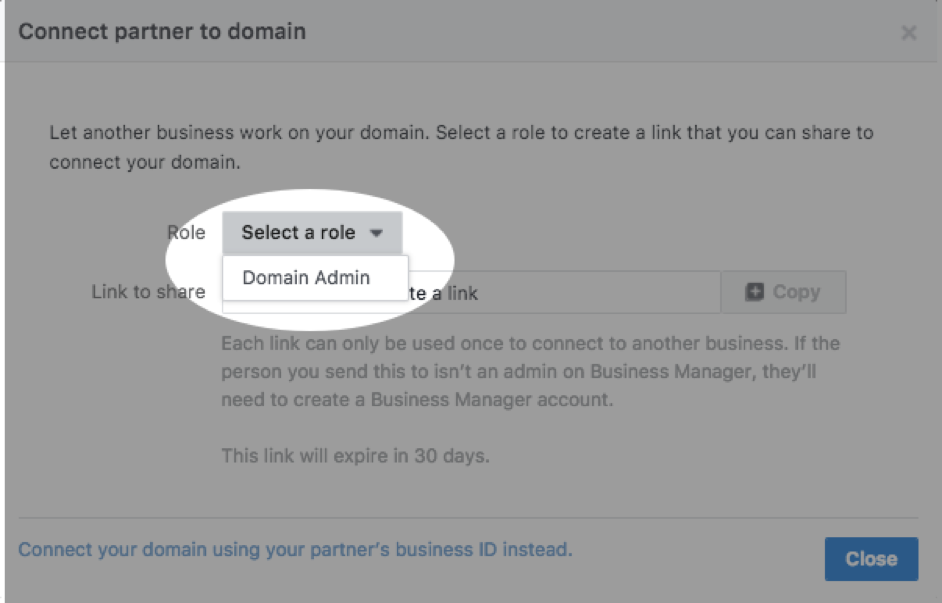 Connect partner to domain ×
Let another business work on your domain. Select a role to create a link that you can share to
connect your domain.
Role Select a role
Domain Admin
Link to share te a link Copy
Each link can only be used once to connect to another business. If the
person you send this to isn’t an admin on Business Manager, they’ll
need to create a Business Manager account.
This link will expire in 30 days.
Connect your domain using your partner’s business ID instead.
Close